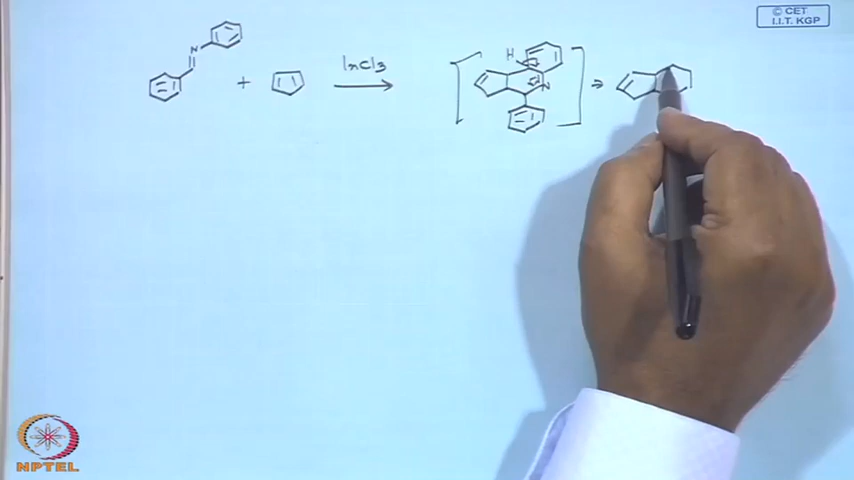 © CET
I.I.T. KGP
N
InCl3
H
+
N
NPTEL